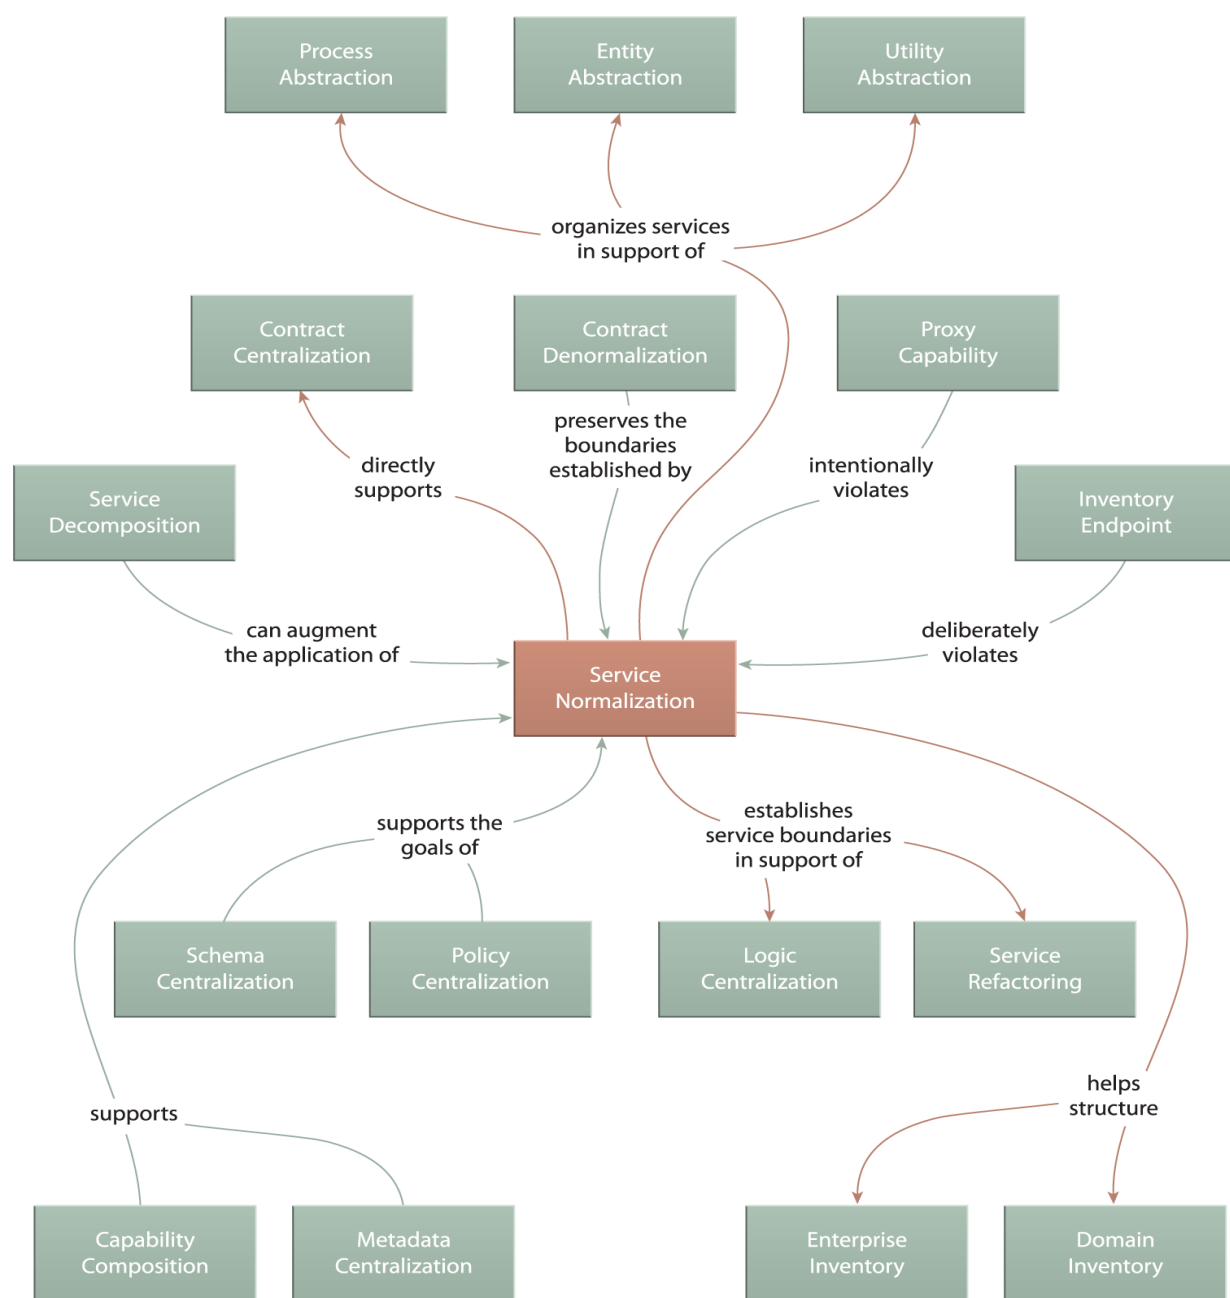 Process
Abstraction
Entity
Abstraction
Utility
Abstraction
organizes services
in support of
Contract
Centralization
Contract
Denormalization
Proxy
Capability
preserves the
boundaries
established by
directly
supports
intentionally
violates
Service
Decomposition
Inventory
Endpoint
can augment
the application of
deliberately
violates
Service
Normalization
supports the
goals of
establishes
service boundaries
in support of
Schema
Centralization
Policy
Centralization
Logic
Centralization
Service
Refactoring
supports
helps
structure
Capability
Composition
Metadata
Centralization
Enterprise
Inventory
Domain
Inventory